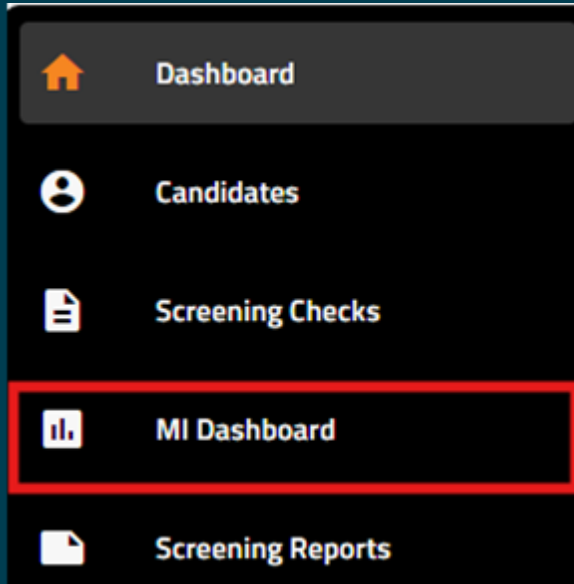 Dashboard
Candidates
Screening Checks
MI Dashboard
Screening Reports